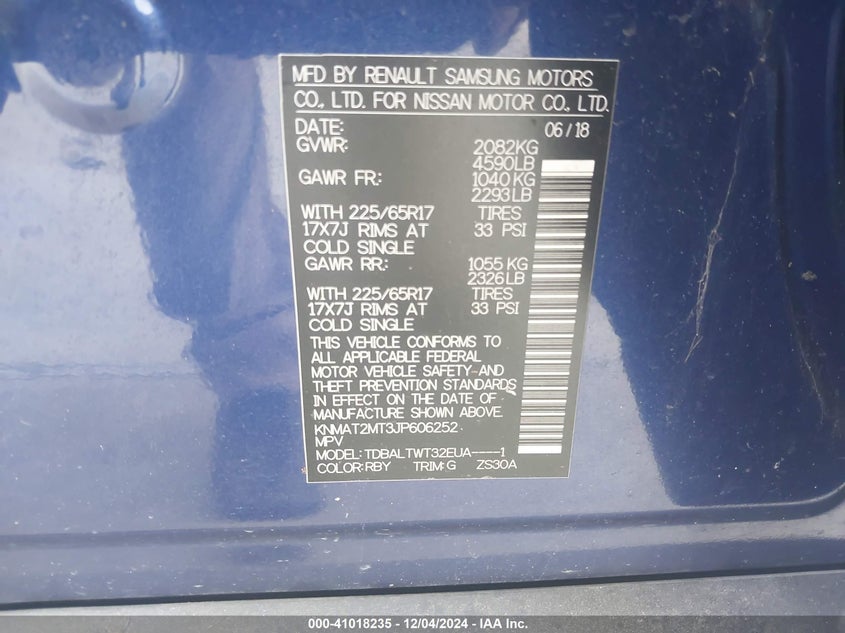 MFD BY RENAULT SAMSUNG MOTORS
CO., LTD. FOR NISSAN MOTOR CO., LTD.
DATE: 06/18
GVWR: 2082KG
4590LB
GAWR FR: 1040 KG
2293LB
WITH 225/65R17 TIRES
17X7J RIMS AT 33 PSI
COLD SINGLE
GAWR RR: 1055 KG
2326LB
WITH 225/65R17 TIRES
17X7J RIMS AT 33 PSI
COLD SINGLE
THIS VEHICLE CONFORMS TO
ALL APPLICABLE FEDERAL
MOTOR VEHICLE SAFETY-AND
THEFT PREVENTION STANDARDS
IN EFFECT ON THE DATE OF
MANUFACTURE SHOWN ABOVE.
KNMAT2MT3JP606252
MPV
MODEL: TDBALTWT32EUA----1
COLOR: RBY TRIM: G ZS30A
000-41018235 - 12/04/2024 - IAA Inc.